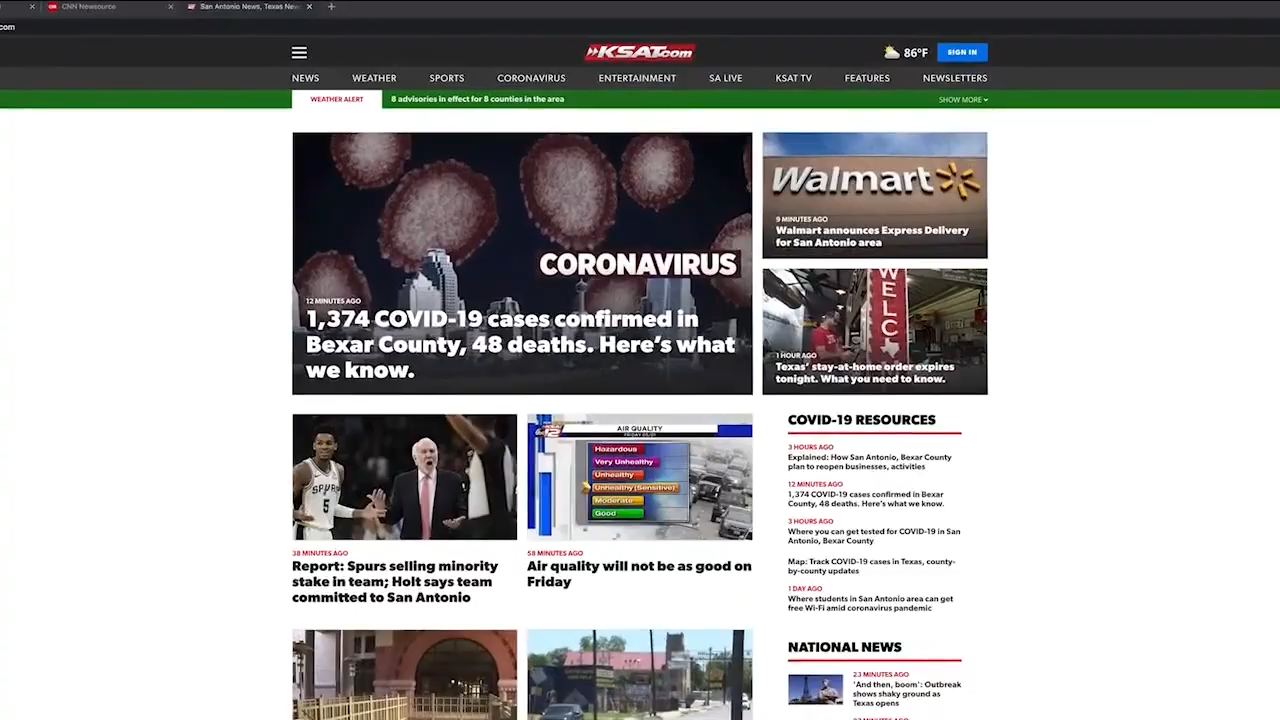 CNN Newsource
San Antonio News, Texas New
com
KSAT.com
86°F
SIGN IN
NEWS
WEATHER
SPORTS
CORONAVIRUS
ENTERTAINMENT
SA LIVE
KSAT TV
FEATURES
NEWSLETTERS
WEATHER ALERT
8 advisories in effect for 8 counties in the area
SHOW MORE
CORONAVIRUS
12 MINUTES AGO
1,374 COVID-19 cases confirmed in
Bexar County, 48 deaths. Here's what
we know.
Walmart
9 MINUTES AGO
Walmart announces Express Delivery
for San Antonio area
WELC
1 HOUR AGO
Texas' stay-at-home order expires
tonight. What you need to know.
SPURS
5
38 MINUTES AGO
Report: Spurs selling minority
stake in team; Holt says team
committed to San Antonio
12
AIR QUALITY
FRIDAY 05/01
Hazardous
Very Unhealthy
Unhealthy
Unhealthy (Sensitive)
Moderate
Good
58 MINUTES AGO
Air quality will not be as good on
Friday
COVID-19 RESOURCES
3 HOURS AGO
Explained: How San Antonio, Bexar County
plan to reopen businesses, activities
12 MINUTES AGO
1,374 COVID-19 cases confirmed in Bexar
County, 48 deaths. Here's what we know.
3 HOURS AGO
Where you can get tested for COVID-19 in San
Antonio, Bexar County
Map: Track COVID-19 cases in Texas, county-
by-county updates
1 DAY AGO
Where students in San Antonio area can get
free Wi-Fi amid coronavirus pandemic
NATIONAL NEWS
23 MINUTES AGO
'And then, boom': Outbreak
shows shaky ground as
Texas opens